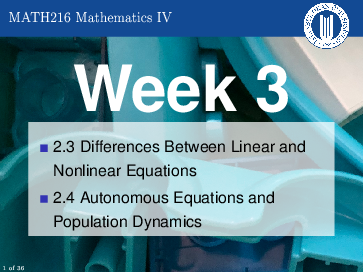 MATH216 Mathematics IV
Week 3
2.3 Differences Between Linear and
Nonlinear Equations
2.4 Autonomous Equations and
Population Dynamics
1 of 36